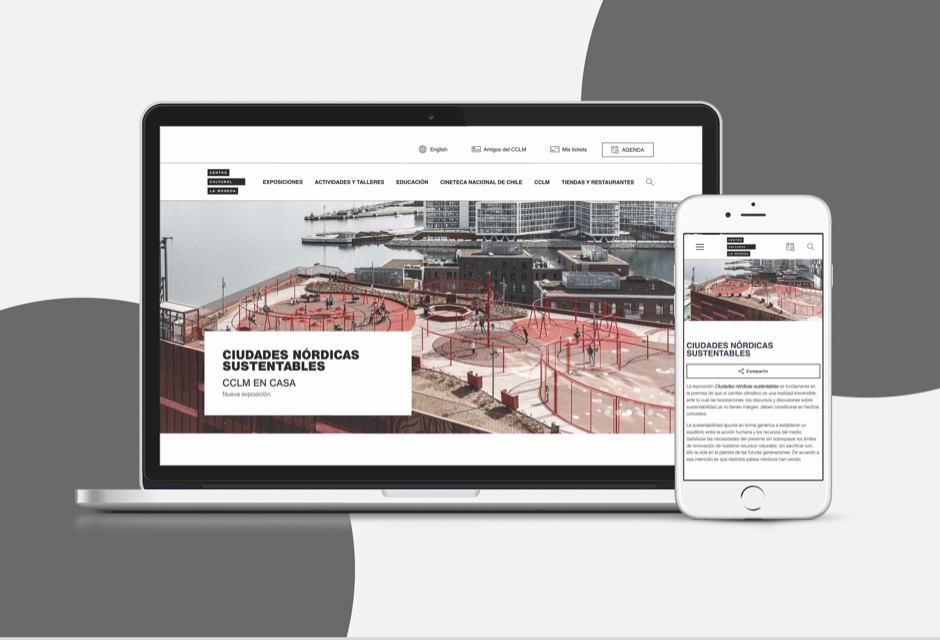 English
Amigos del CCLM
Mis tickets
AGENDA
CENTRO
CULTURAL
LA MONEDA
EXPOSICIONES
ACTIVIDADES Y TALLERES
EDUCACIÓN
CINETECA NACIONAL DE CHILE
CCLM
TIENDAS Y RESTAURANTES
CIUDADES NÓRDICAS
SUSTENTABLES
CCLM EN CASA
Nueva exposición
CENTRO
CULTURAL
LA MONEDA
CIUDADES NÓRDICAS
SUSTENTABLES
Compartir
La exposición Ciudades nórdicas sustentables se fundamenta en
la premisa de que el cambio climático es una realidad irreversible,
ante lo cual las teorizaciones, los discursos y discusiones sobre
sustentabilidad ya no tienen margen: deben constituirse en hechos
concretos.
La sustentabilidad apunta en forma genérica a establecer un
equilibrio entre la acción humana y los recursos del medio.
Satisfacer las necesidades del presente sin sobrepasar los límites
de renovación de nuestros recursos naturales, sin sacrificar con
ello la vida en el planeta de las futuras generaciones. De acuerdo a
esa intención es que distintos países nórdicos han venido